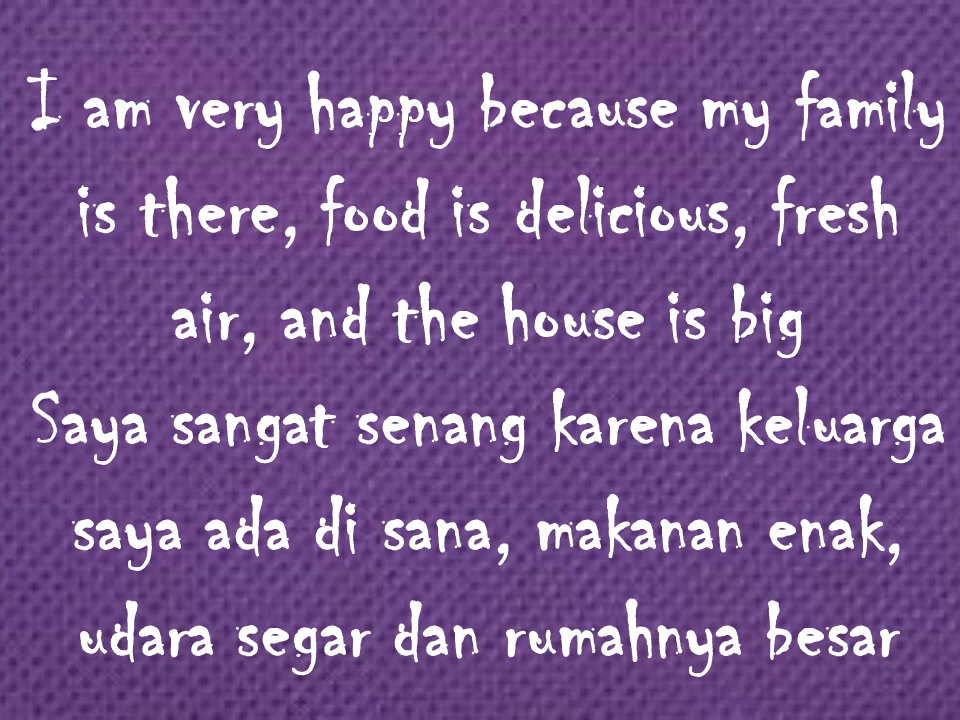 I am very happy because my family
is there, food is delicious, fresh
air, and the house is big
Saya sangat senang karena keluarga
saya ada di sana, makanan enak,
udara segar dan rumahnya besar